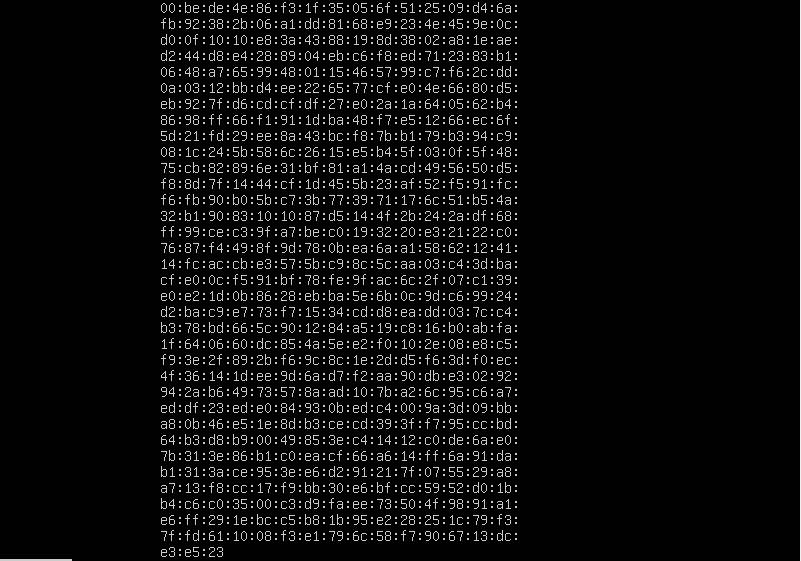 00:be:de:4e:86:f3:1f:35:05:6f:51:25:09:d4:6a:
fb:92:38:2b:06:a1:dd:81:68:e9:23:4e:45:9e:0c:
d0:0f:10:10:e8:3a:43:88:19:8d:38:02:a8:1e:ae:
d2:44:d8:e4:28:89:04:eb:c6:f8:ed:71:23:83:b1:
06:48:a7:65:99:48:01:15:46:57:99:c7:f6:2c:dd:
0a:03:12:bb:d4:ee:22:65:77:cf:e0:4e:66:80:d5:
eb:92:7f:d6:cd:cf:df:27:e0:2a:1a:64:05:62:b4:
86:98:ff:66:f1:91:1d:ba:48:f7:e5:12:66:ec:6f:
5d:21:fd:29:ee:8a:43:bc:f8:7b:b1:79:b3:94:c9:
08:1c:24:5b:58:6c:26:15:e5:b4:5f:03:0f:5f:48:
75:cb:82:89:6e:31:bf:81:a1:4a:cd:49:56:50:d5:
f8:8d:7f:14:44:cf:1d:45:5b:23:af:52:f5:91:fc:
f6:fb:90:b0:5b:c7:3b:77:39:71:17:6c:51:b5:4a:
32:b1:90:83:10:10:87:d5:14:4f:2b:24:2a:df:68:
ff:99:ce:c3:9f:a7:be:c0:19:32:20:e3:21:22:c0:
76:87:f4:49:8f:9d:78:0b:ea:6a:a1:58:62:12:41:
14:fc:ac:cb:e3:57:5b:c9:8c:5c:aa:03:c4:3d:ba:
cf:e0:0c:f5:91:bf:78:fe:9f:ac:6c:2f:07:c1:39:
e0:e2:1d:0b:86:28:eb:ba:5e:6b:0c:9d:c6:99:24:
d2:ba:c9:e7:73:f7:15:34:cd:d8:ea:dd:03:7c:c4:
b3:78:bd:66:5c:90:12:84:a5:19:c8:16:b0:ab:fa:
1f:64:06:60:dc:85:4a:5e:e2:f0:10:2e:08:e8:c5:
f9:3e:2f:89:2b:f6:9c:8c:1e:2d:d5:f6:3d:f0:ec:
4f:36:14:1d:ee:9d:6a:d7:f2:aa:90:db:e3:02:92:
94:2a:b6:49:73:57:8a:ad:10:7b:a2:6c:95:c6:a7:
ed:df:23:ed:e0:84:93:0b:ed:c4:00:9a:3d:09:bb:
a8:0b:46:e5:1e:8d:b3:ce:cd:39:3f:f7:95:cc:bd:
64:b3:d8:b9:00:49:85:3e:c4:14:12:c0:de:6a:e0:
7b:31:3e:86:b1:c0:ea:cf:66:a6:14:ff:6a:91:da:
b1:31:3a:ce:95:3e:e6:d2:91:21:7f:07:55:29:a8:
a7:13:f8:cc:17:f9:bb:30:e6:bf:cc:59:52:d0:1b:
b4:c6:c0:35:00:c3:d9:fa:ee:73:50:4f:98:91:a1:
e6:ff:29:1e:bc:c5:b8:1b:95:e2:28:25:1c:79:f3:
7f:fd:61:10:08:f3:e1:79:6c:58:f7:90:67:13:dc:
e3:e5:23